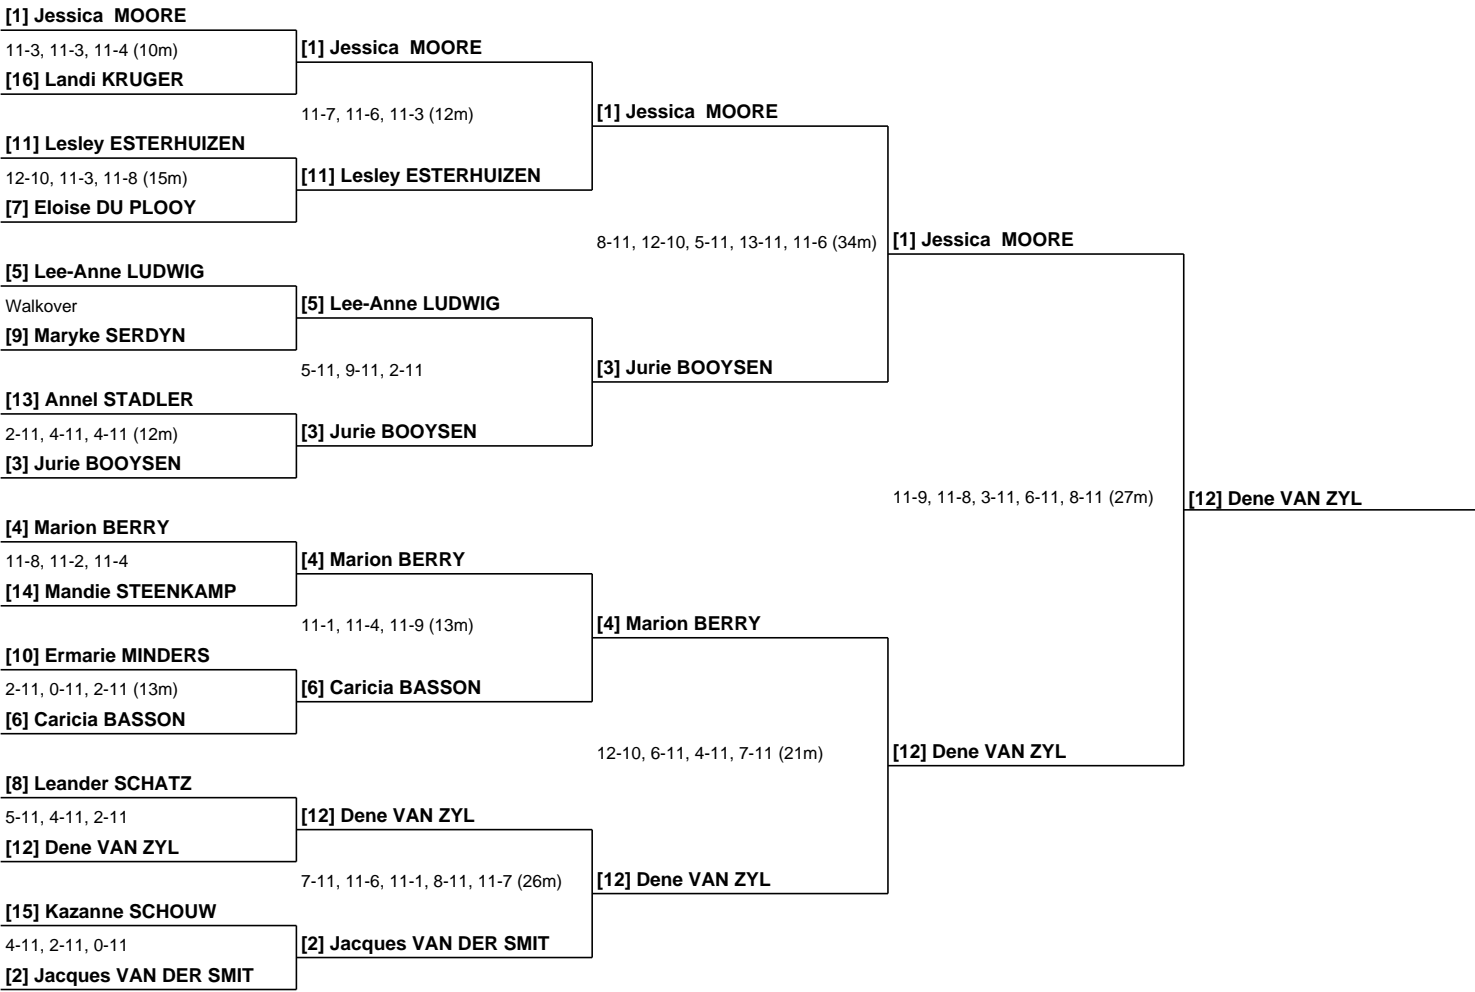 [1] Jessica  MOORE
11-3, 11-3, 11-4 (10m)
[16] Landi KRUGER
[11] Lesley ESTERHUIZEN
12-10, 11-3, 11-8 (15m)
[7] Eloise DU PLOOY
[5] Lee-Anne LUDWIG
Walkover
[9] Maryke SERDYN
[13] Annel STADLER
2-11, 4-11, 4-11 (12m)
[3] Jurie BOOYSEN
[4] Marion BERRY
11-8, 11-2, 11-4
[14] Mandie STEENKAMP
[10] Ermarie MINDERS
2-11, 0-11, 2-11 (13m)
[6] Caricia BASSON
[8] Leander SCHATZ
5-11, 4-11, 2-11
[12] Dene VAN ZYL
[15] Kazanne SCHOUW
4-11, 2-11, 0-11
[2] Jacques VAN DER SMIT
[1] Jessica  MOORE
11-7, 11-6, 11-3 (12m)
[11] Lesley ESTERHUIZEN
[5] Lee-Anne LUDWIG
5-11, 9-11, 2-11
[3] Jurie BOOYSEN
[4] Marion BERRY
11-1, 11-4, 11-9 (13m)
[6] Caricia BASSON
[12] Dene VAN ZYL
7-11, 11-6, 11-1, 8-11, 11-7 (26m)
[2] Jacques VAN DER SMIT
[1] Jessica  MOORE
8-11, 12-10, 5-11, 13-11, 11-6 (34m)
[3] Jurie BOOYSEN
[4] Marion BERRY
12-10, 6-11, 4-11, 7-11 (21m)
[12] Dene VAN ZYL
[1] Jessica  MOORE
11-9, 11-8, 3-11, 6-11, 8-11 (27m)
[12] Dene VAN ZYL
[12] Dene VAN ZYL